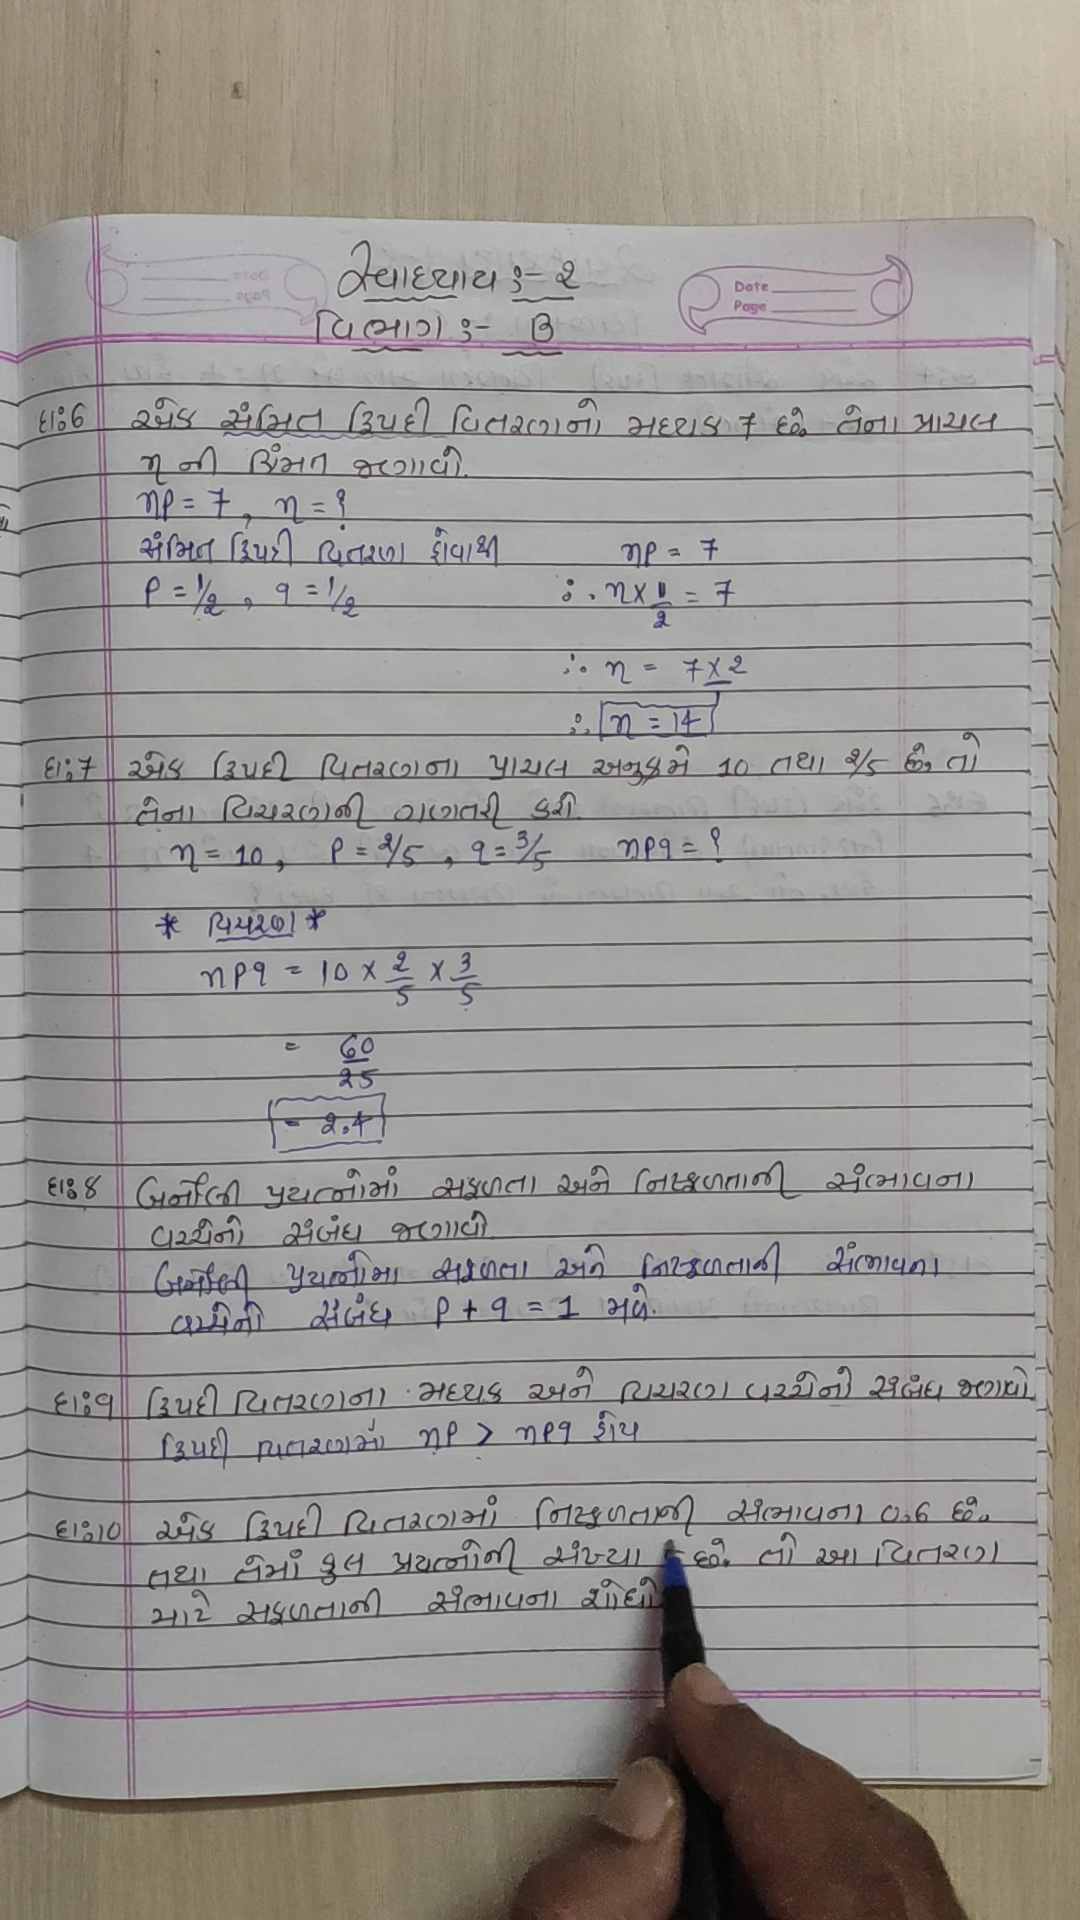 સ્વાધ્યાય :- ૨
વિભાગ :- B
Date
Page
દા:6 એક સંમિત દ્વિપદી વિતરણનો મધ્યક 7 છે. તેના પ્રાચલ
n ની કિંમત જણાવો.
np = 7, n = ?
સંમિત દ્વિપદી વિતરણ હોવાથી np = 7
p = 1/2, q = 1/2 ∴ n × 1/2 = 7
∴ n = 7 × 2
∴ n = 14
દા:7 એક દ્વિપદી વિતરણના પ્રાચલ અનુક્રમે 10 તથા 2/5 છે. તો
તેના વિચરણની ગણતરી કરો.
n = 10, p = 2/5, q = 3/5 npq = ?
* વિચરણ *
npq = 10 × 2/5 × 3/5
= 60/25
= 2.4
દા:8 બર્નોલી પ્રયત્નોમાં સફળતા અને નિષ્ફળતાની સંભાવના
વચ્ચેનો સંબંધ જણાવો
બર્નોલી પ્રયત્નોમા સફળતા અને નિષ્ફળતાની સંભાવના
વચ્ચેનો સંબંધ p + q = 1 મળે.
દા:9 દ્વિપદી વિતરણના મધ્યક અને વિચરણ વચ્ચેનો સંબંધ જણાવો
દ્વિપદી વિતરણમાં np > npq હોય
દા:10 એક દ્વિપદી વિતરણમાં નિષ્ફળતાની સંભાવના 0.6 છે.
તથા તેમાં કુલ પ્રયત્નોની સંખ્યા છે. તો આ વિતરણ
માટે સફળતાની સંભાવના શોધો